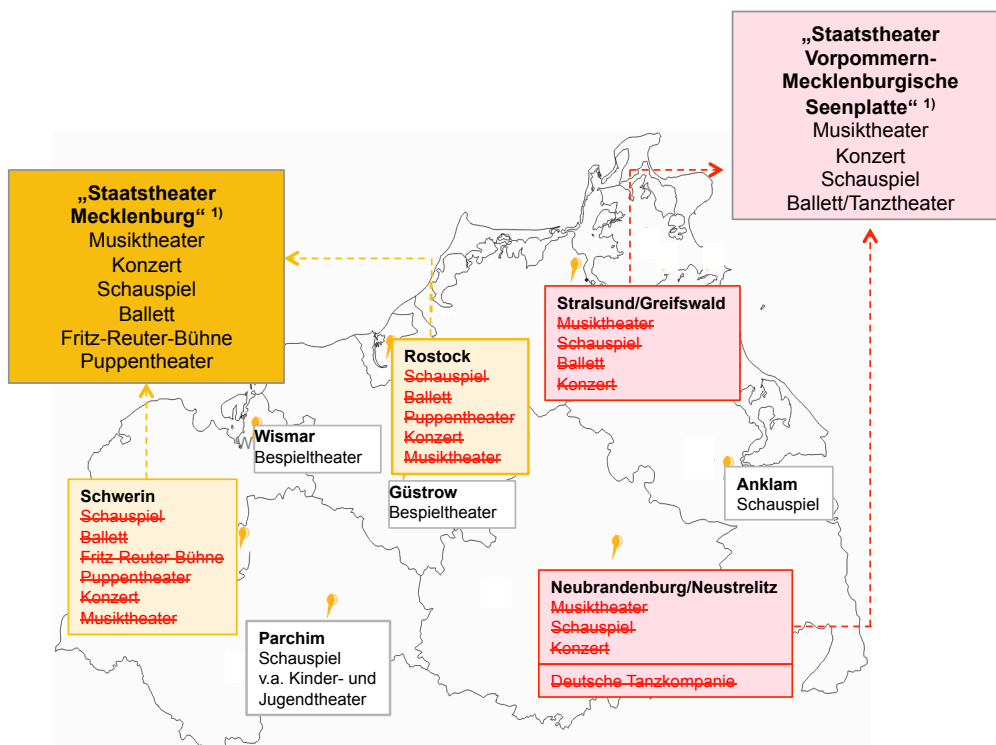 „Staatstheater
Vorpommern-
Mecklenburgische
Seenplatte“ 1)
Musiktheater
Konzert
Schauspiel
Ballett/Tanztheater
„Staatstheater
Mecklenburg“ 1)
Musiktheater
Konzert
Schauspiel
Ballett
Fritz-Reuter-Bühne
Puppentheater
Stralsund/Greifswald
Musiktheater
Schauspiel
Ballett
Konzert
Rostock
Schauspiel
Ballett
Puppentheater
Konzert
Musiktheater
W
Wismar
Bespieltheater
Güstrow
Bespieltheater
Anklam
Schauspiel
Schwerin
Schauspiel
Ballett
Fritz-Reuter-Bühne
Puppentheater
Konzert
Musiktheater
Neubrandenburg/Neustrelitz
Musiktheater
Schauspiel
Konzert
Deutsche Tanzkompanie
Parchim
Schauspiel
v.a. Kinder- und
Jugendtheater